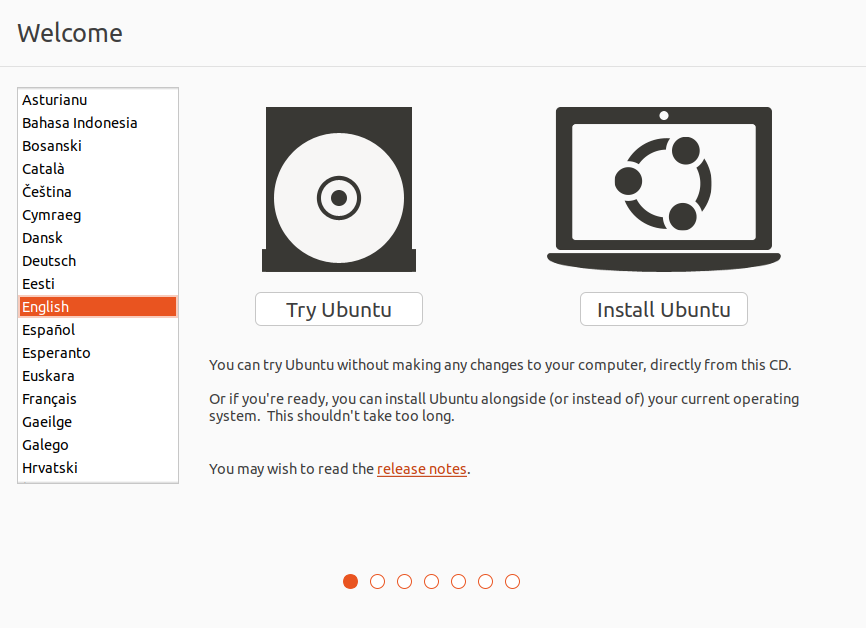 Welcome
Asturianu
Bahasa Indonesia
Bosanski
Català
Čeština
Cymraeg
Dansk
Deutsch
Eesti
English
Español
Esperanto
Euskara
Français
Gaeilge
Galego
Hrvatski
Try Ubuntu
Install Ubuntu
You can try Ubuntu without making any changes to your computer, directly from this CD.
Or if you're ready, you can install Ubuntu alongside (or instead of) your current operating
system.  This shouldn't take too long.
You may wish to read the release notes.